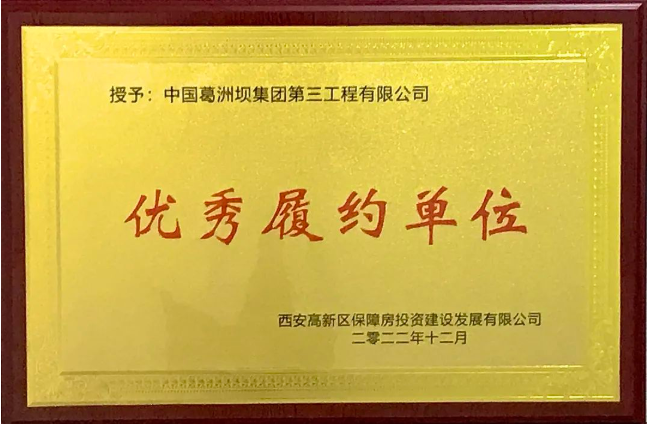 授予：中国葛洲坝集团第三工程有限公司
优秀履约单位
西安高新区保障房投资建设发展有限公司
二零二二年十二月